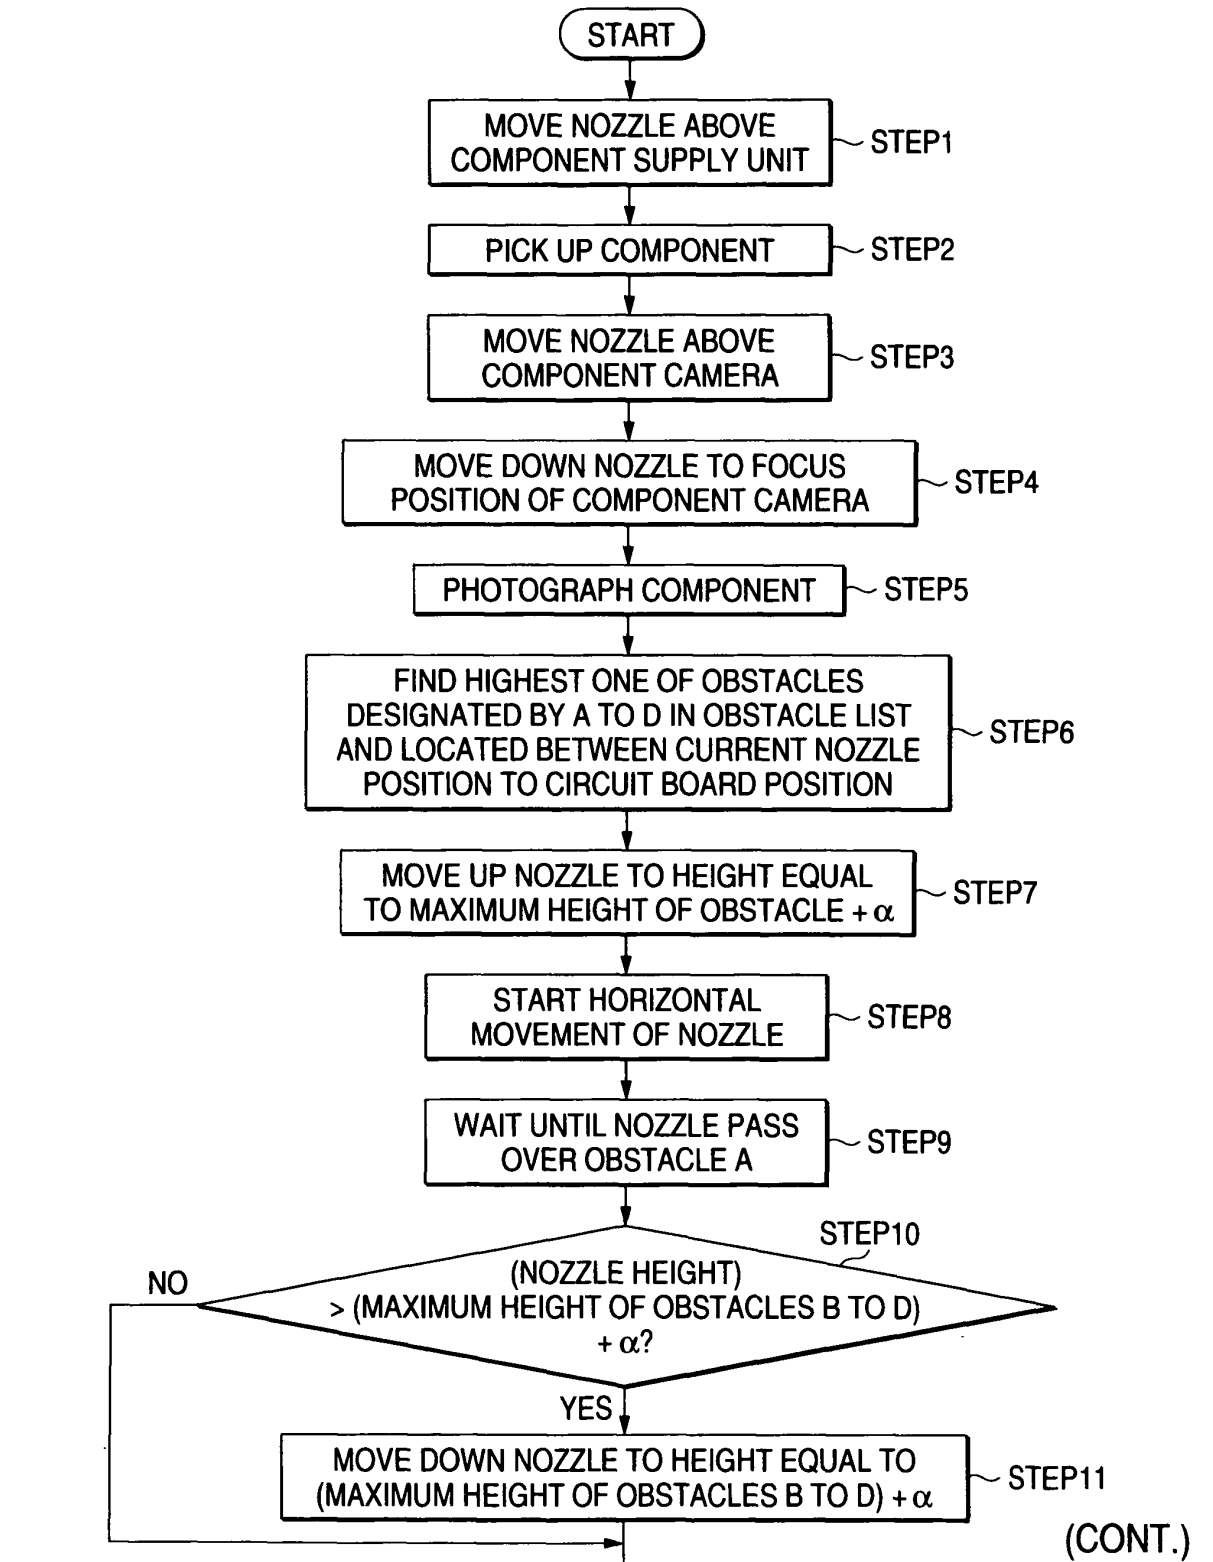 START
MOVE NOZZLE ABOVE
COMPONENT SUPPLY UNIT
STEP1
PICK UP COMPONENT
STEP2
MOVE NOZZLE ABOVE
COMPONENT CAMERA
STEP3
MOVE DOWN NOZZLE TO FOCUS
POSITION OF COMPONENT CAMERA
STEP4
PHOTOGRAPH COMPONENT
STEP5
FIND HIGHEST ONE OF OBSTACLES
DESIGNATED BY A TO D IN OBSTACLE LIST
AND LOCATED BETWEEN CURRENT NOZZLE
POSITION TO CIRCUIT BOARD POSITION
STEP6
MOVE UP NOZZLE TO HEIGHT EQUAL
TO MAXIMUM HEIGHT OF OBSTACLE + α
STEP7
START HORIZONTAL
MOVEMENT OF NOZZLE
STEP8
WAIT UNTIL NOZZLE PASS
OVER OBSTACLE A
STEP9
STEP10
(NOZZLE HEIGHT)
> (MAXIMUM HEIGHT OF OBSTACLES B TO D)
+ α?
NO
YES
MOVE DOWN NOZZLE TO HEIGHT EQUAL TO
(MAXIMUM HEIGHT OF OBSTACLES B TO D) + α
STEP11
(CONT.)